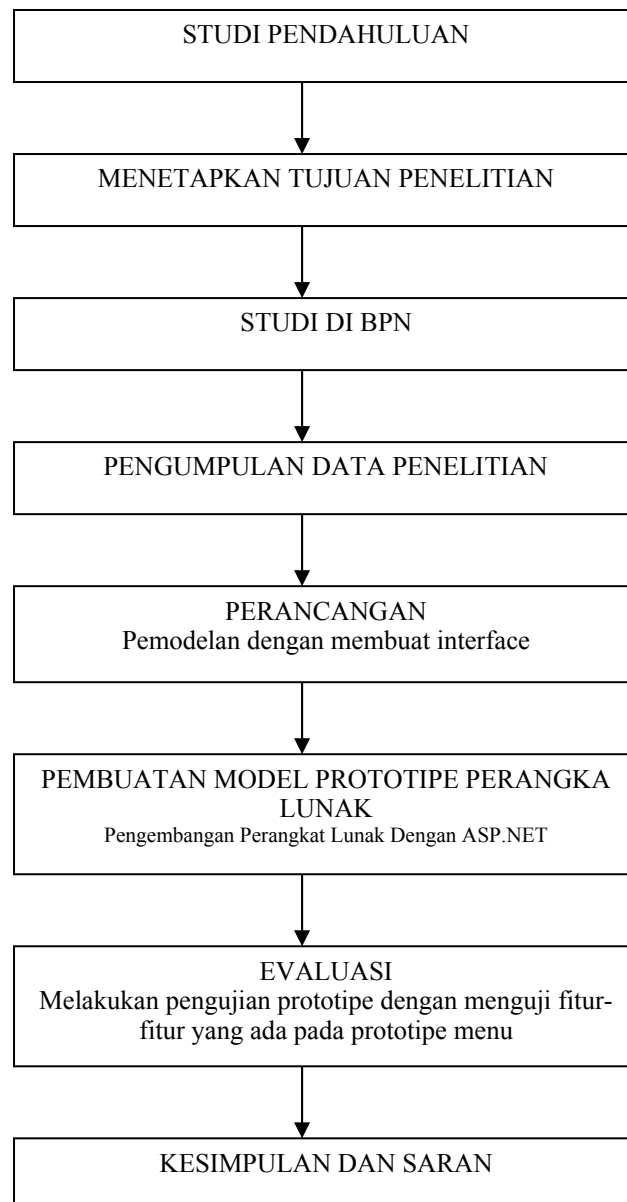 STUDI PENDAHULUAN
MENETAPKAN TUJUAN PENELITIAN
STUDI DI BPN
PENGUMPULAN DATA PENELITIAN
PERANCANGAN
Pemodelan dengan membuat interface
PEMBUATAN MODEL PROTOTIPE PERANGKA
LUNAK
Pengembangan Perangkat Lunak Dengan ASP.NET
EVALUASI
Melakukan pengujian prototipe dengan menguji fitur-
fitur yang ada pada prototipe menu
KESIMPULAN DAN SARAN